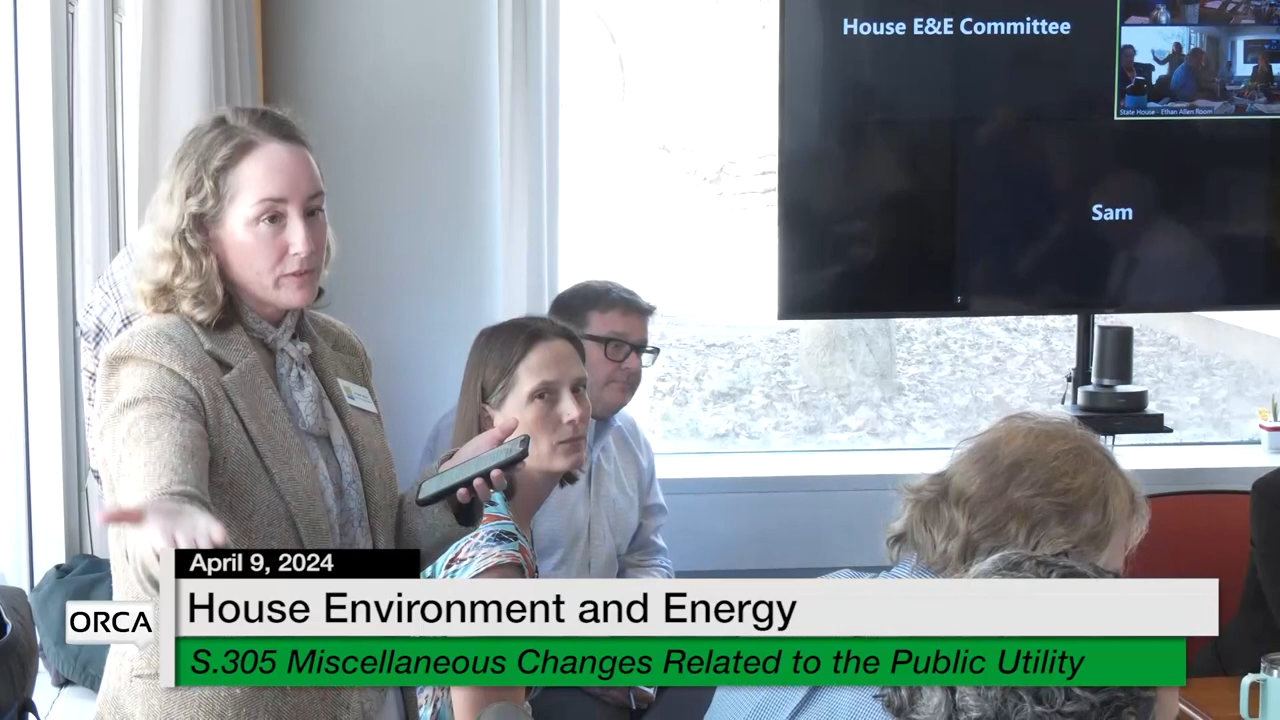 House E&E Committee
State House - Ethan Allen Room
Sam
April 9, 2024
House Environment and Energy
ORCA
S.305 Miscellaneous Changes Related to the Public Utility